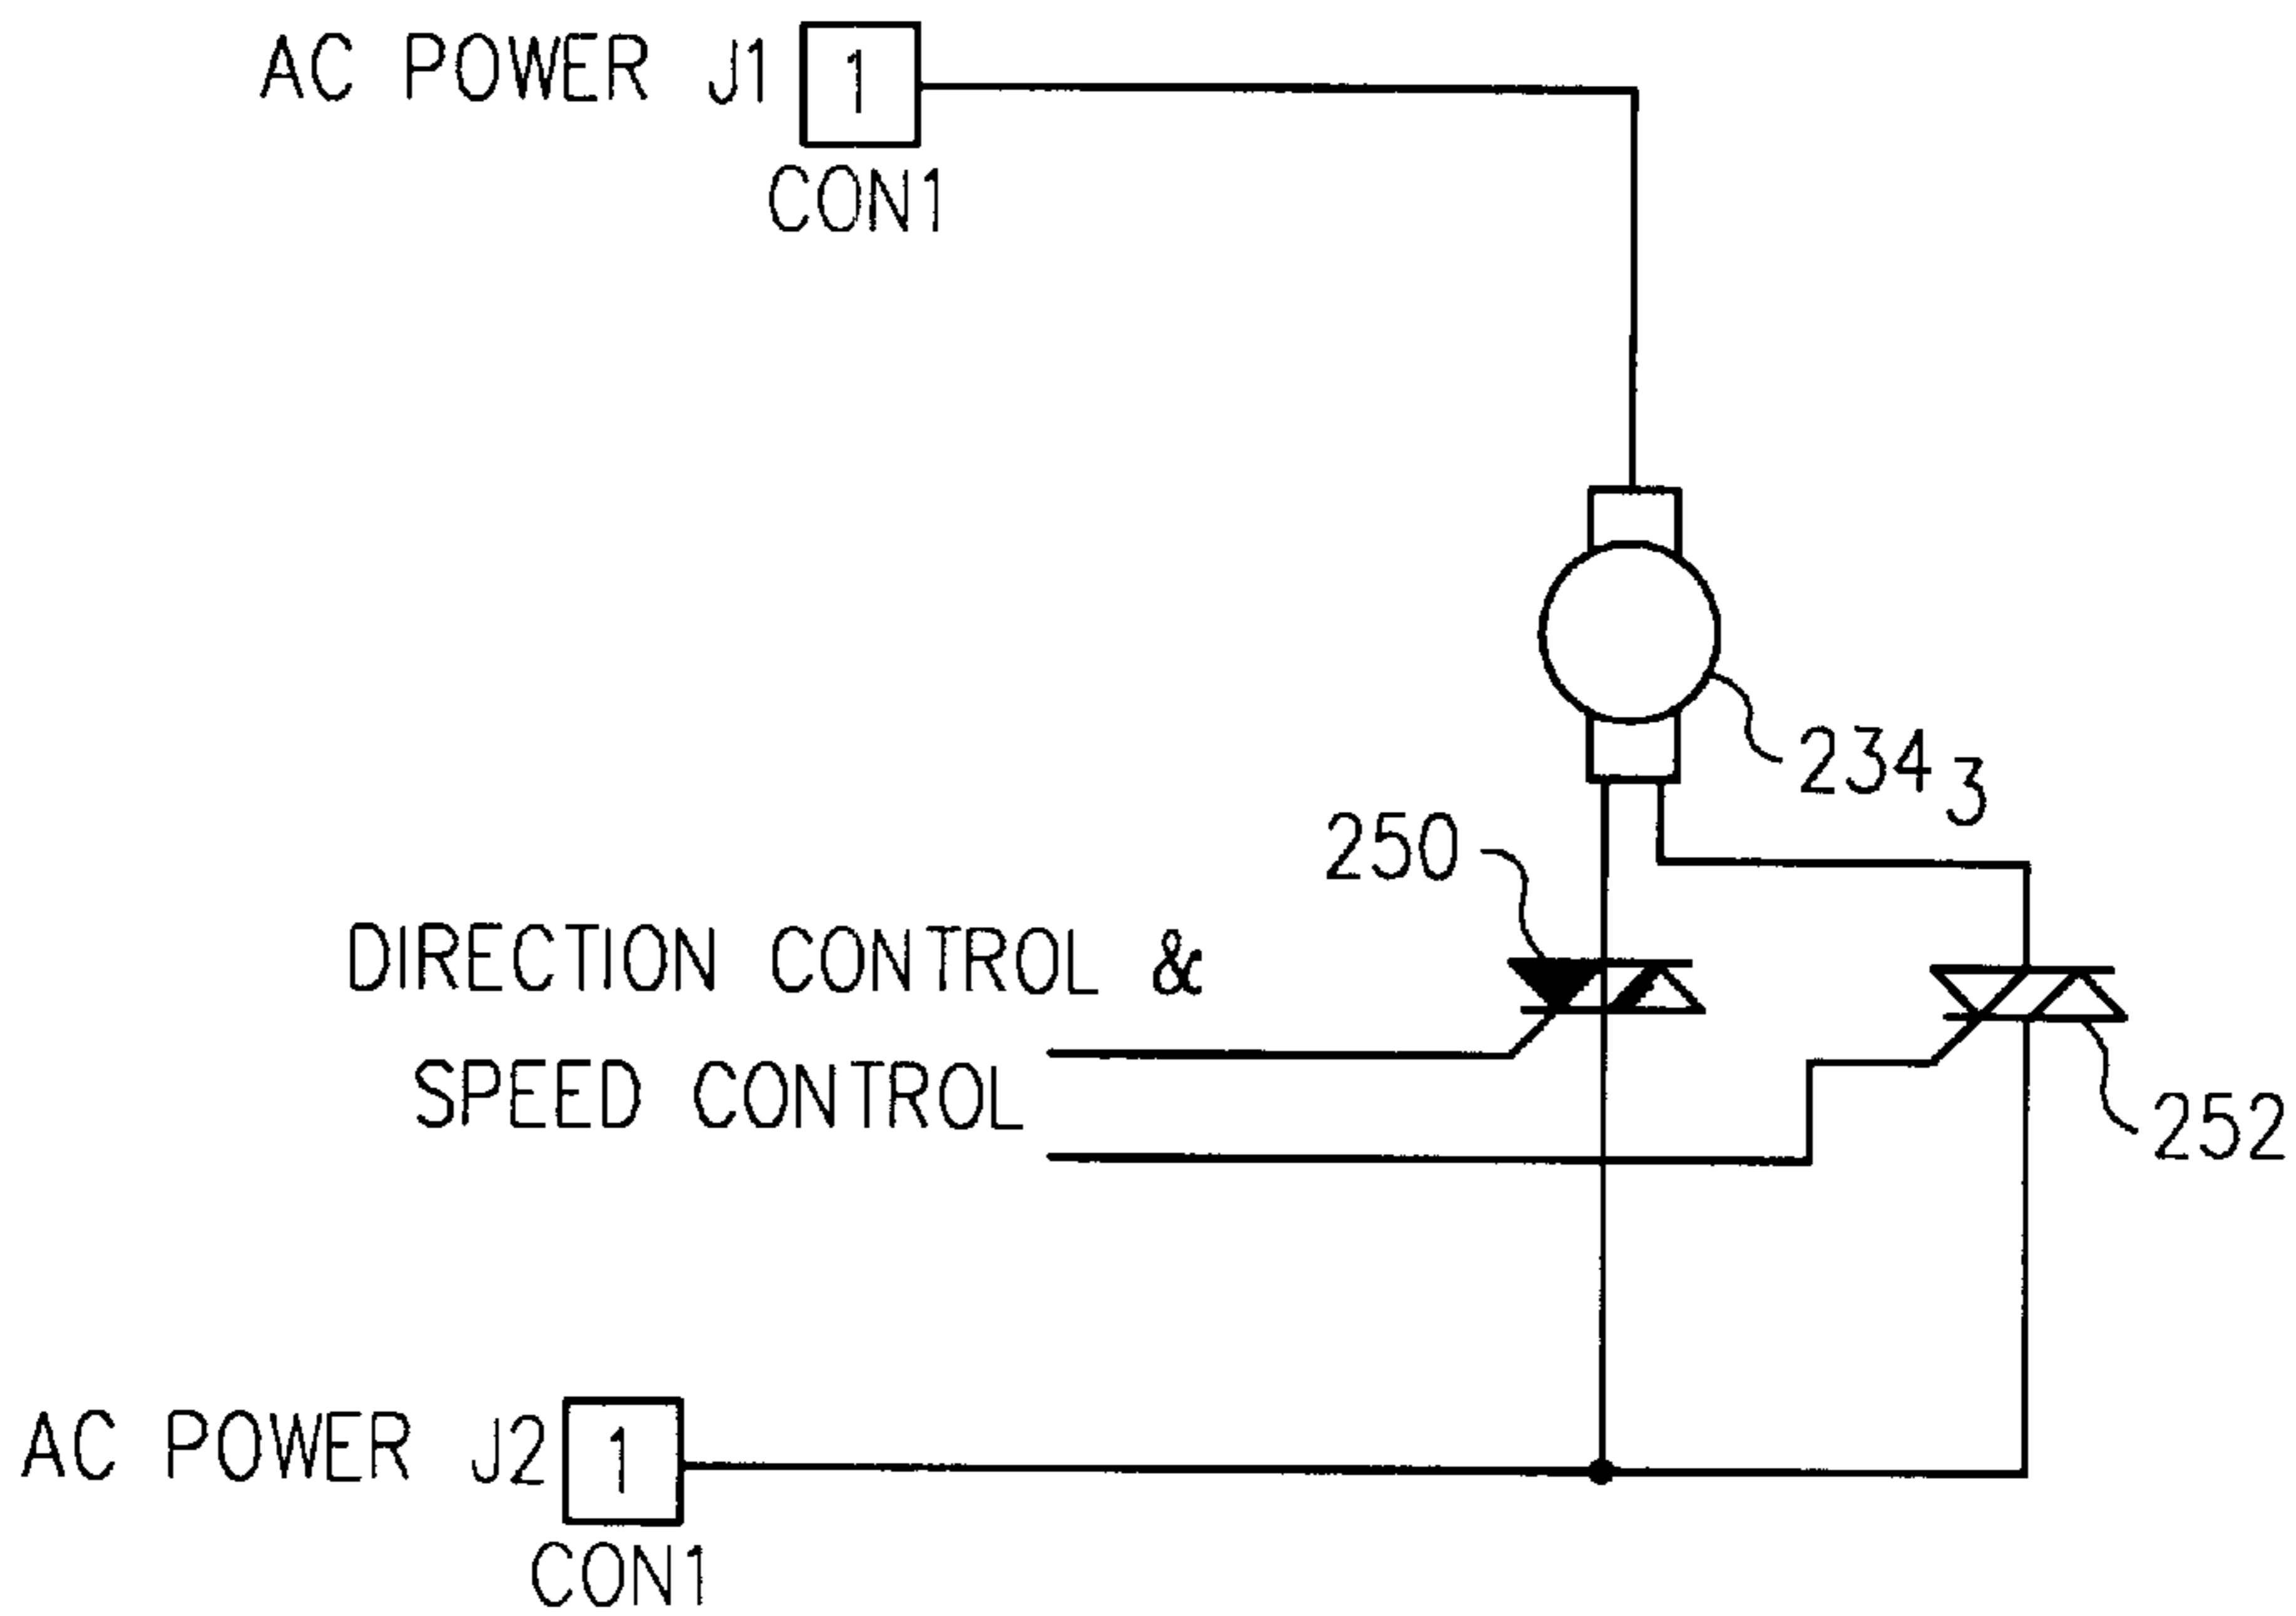 AC POWER J1 1
CON1
234 3
250
DIRECTION CONTROL &
SPEED CONTROL
252
AC POWER J2 1
CON1